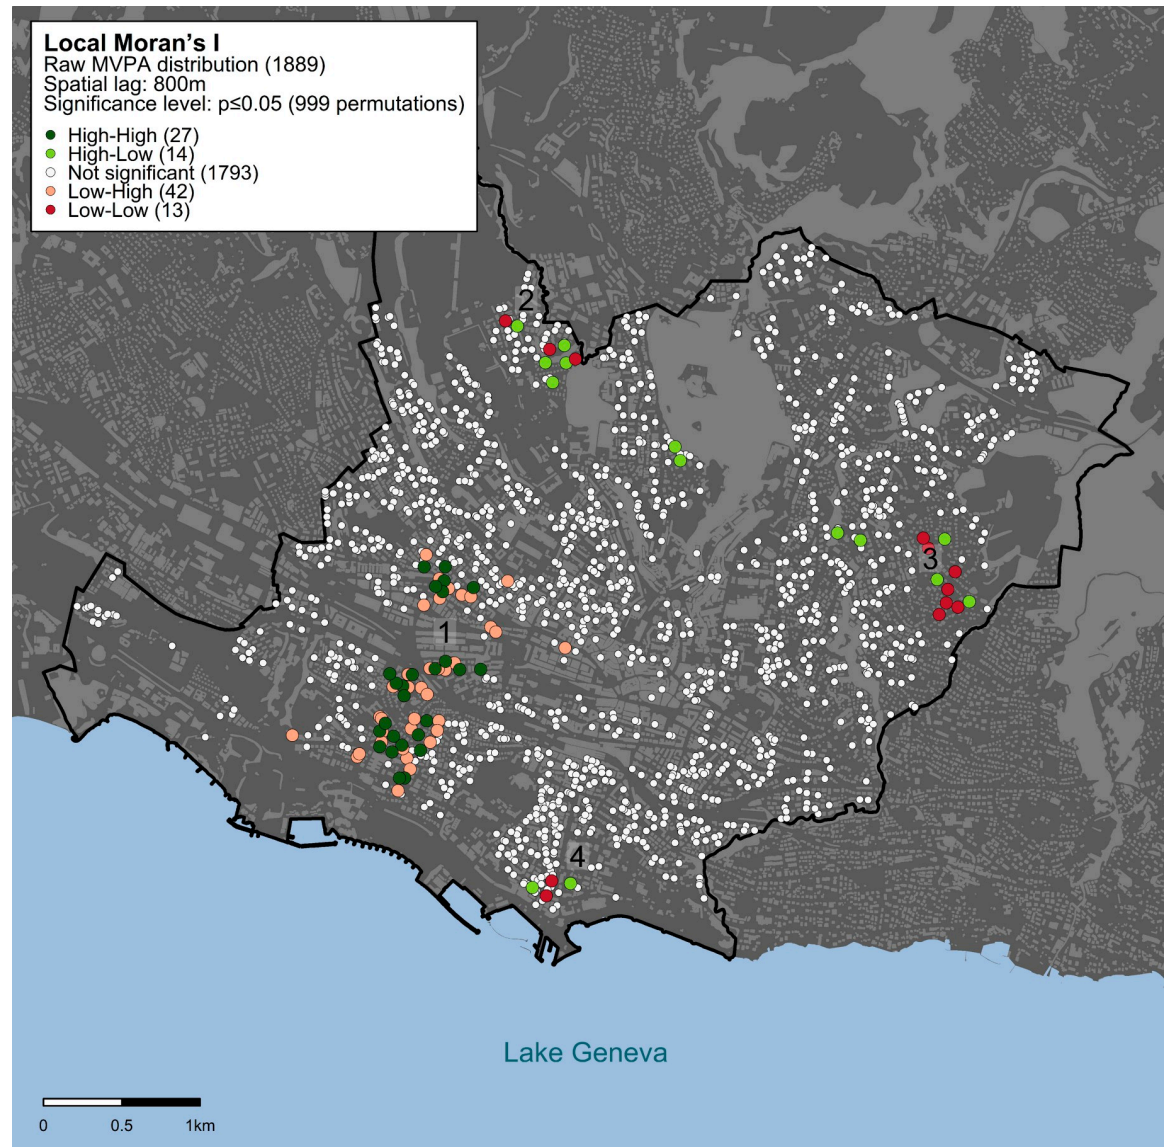 Local Moran’s I
Raw MVPA distribution (1889)
Spatial lag: 800m
Significance level: p≤0.05 (999 permutations)
High-High (27)
High-Low (14)
Not significant (1793)
Low-High (42)
Low-Low (13)
2
3
1
4
Lake Geneva
0 0.5 1km